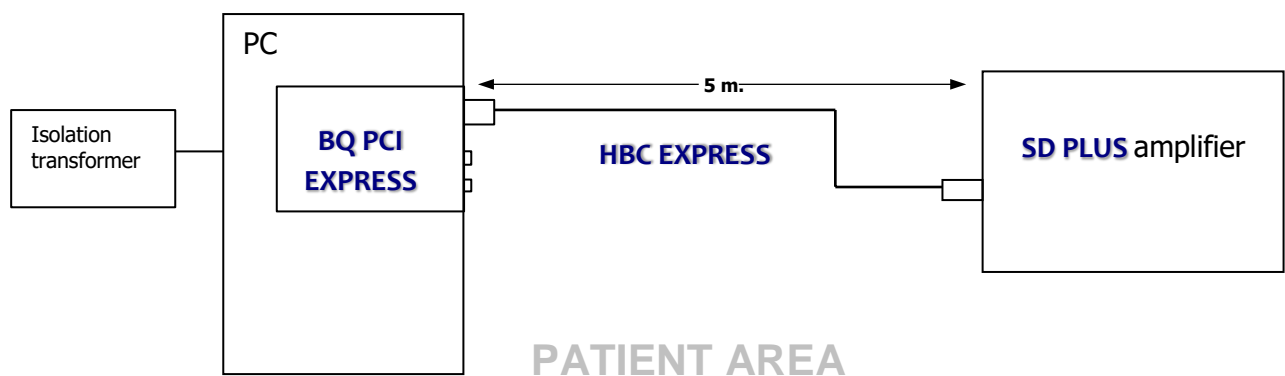 PC
5 m.
Isolation
transformer
BQ PCI
EXPRESS
HBC EXPRESS
SD PLUS amplifier
PATIENT AREA